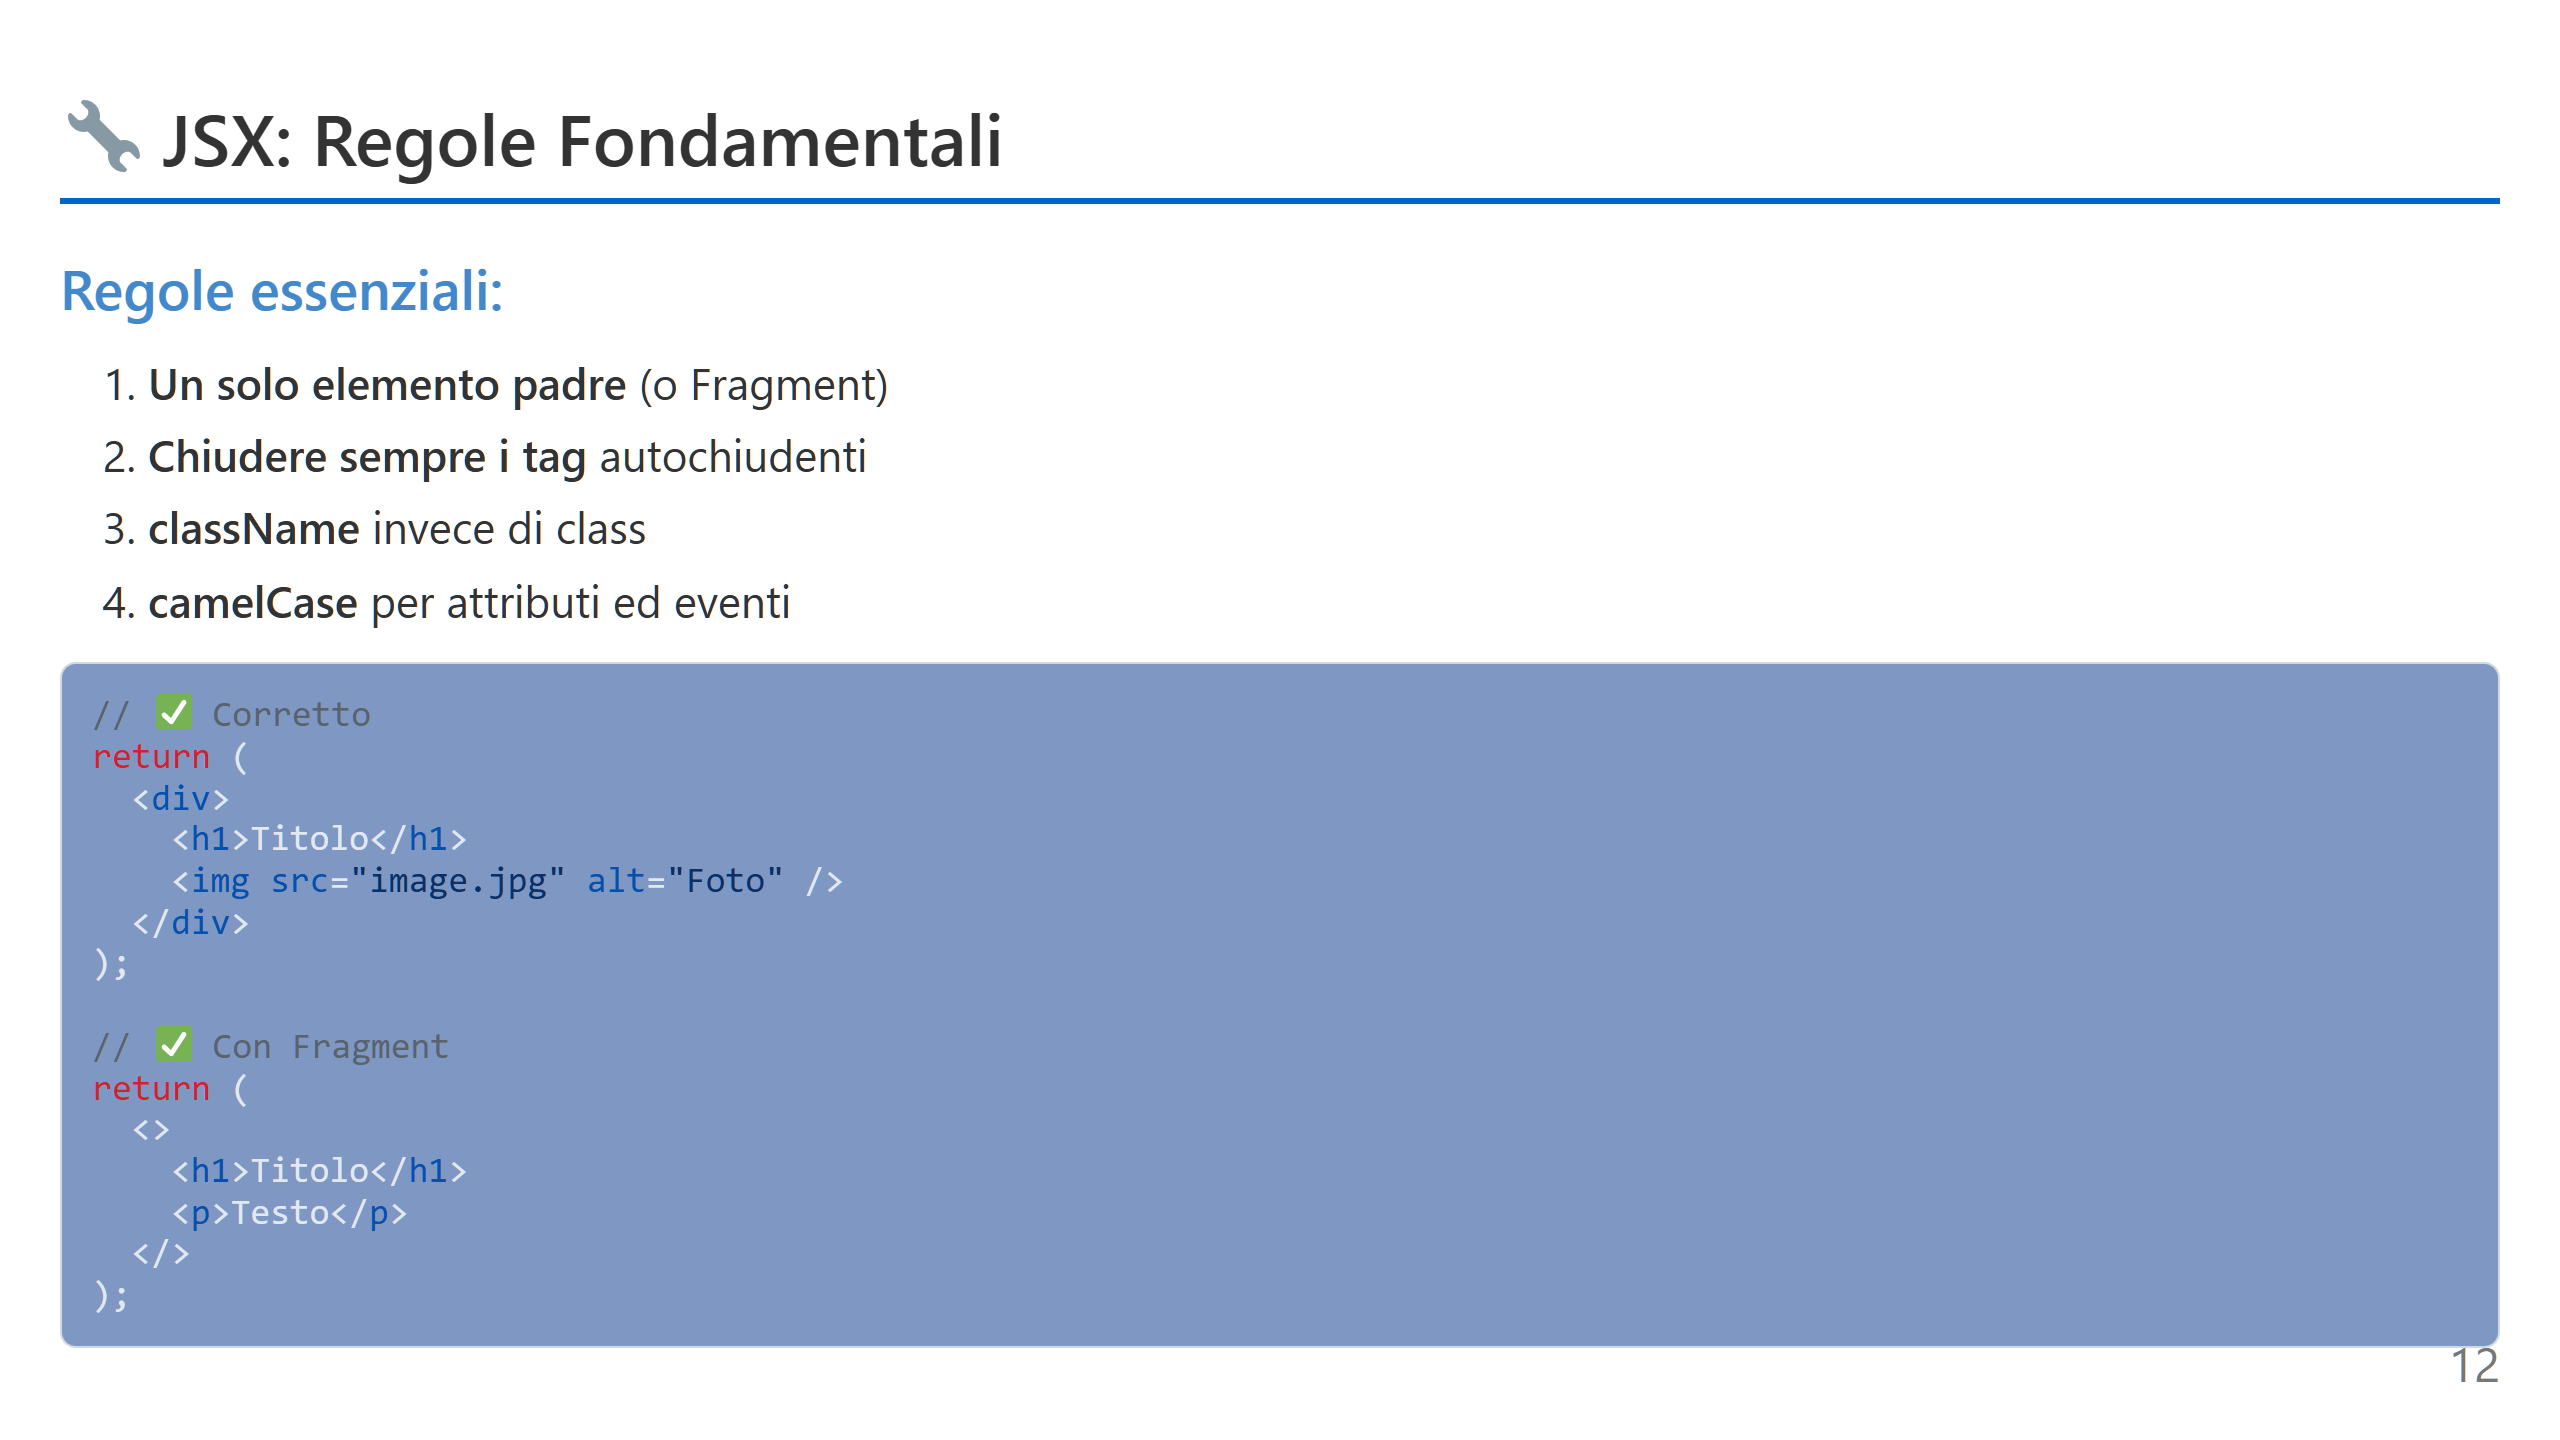 🔧 JSX: Regole Fondamentali
Regole essenziali:
1. Un solo elemento padre (o Fragment)
2. Chiudere sempre i tag autochiudenti
3. className invece di class
4. camelCase per attributi ed eventi
// ✅ Corretto
return (
  <div>
    <h1>Titolo</h1>
    <img src="image.jpg" alt="Foto" />
  </div>
);
// ✅ Con Fragment
return (
  <>
    <h1>Titolo</h1>
    <p>Testo</p>
  </>
);
12